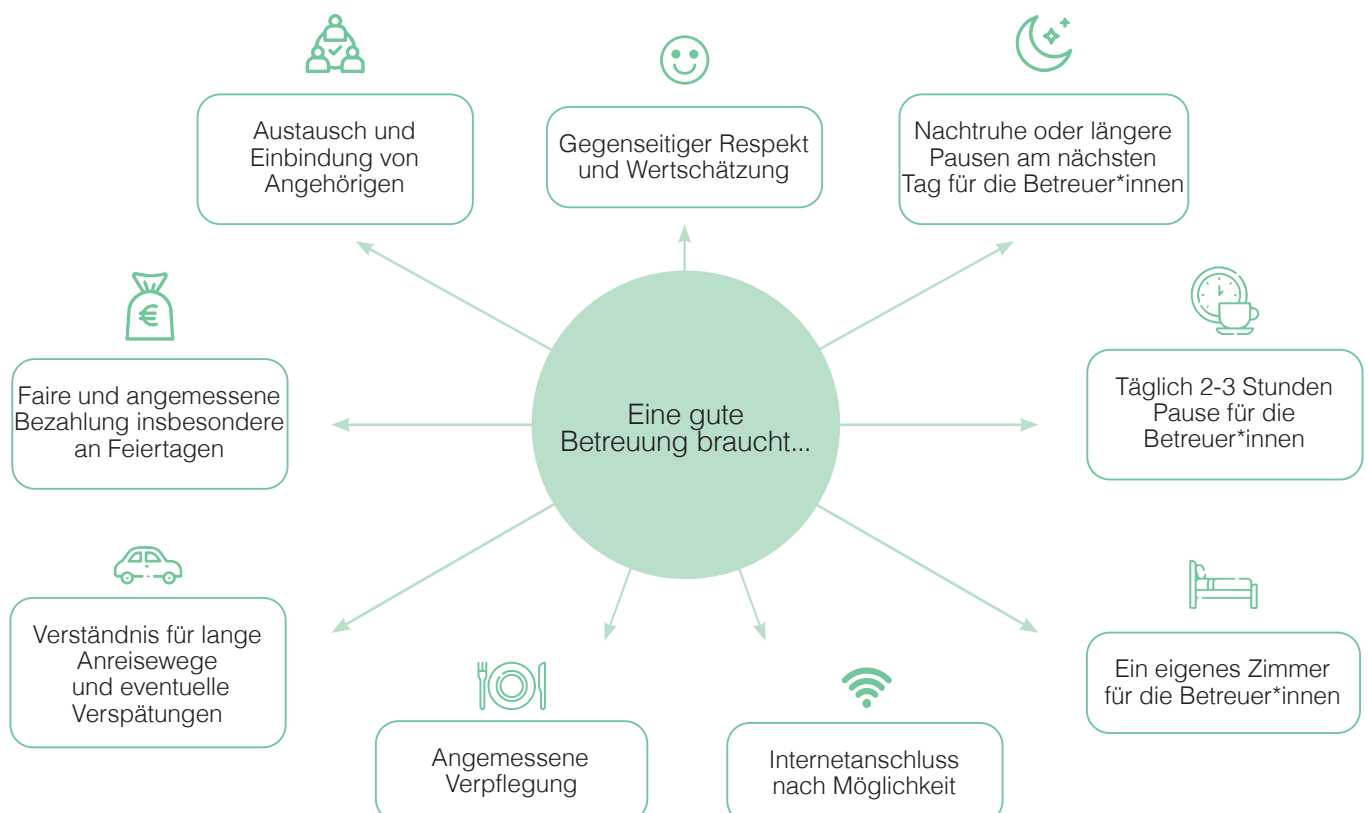 Austausch und
Einbindung von
Angehörigen
Gegenseitiger Respekt
und Wertschätzung
Nachtruhe oder längere
Pausen am nächsten
Tag für die Betreuer*innen
€
Faire und angemessene
Bezahlung insbesondere
an Feiertagen
Eine gute
Betreuung braucht...
Täglich 2-3 Stunden
Pause für die
Betreuer*innen
Verständnis für lange
Anreisewege
und eventuelle
Verspätungen
Angemessene
Verpflegung
Internetanschluss
nach Möglichkeit
Ein eigenes Zimmer
für die Betreuer*innen